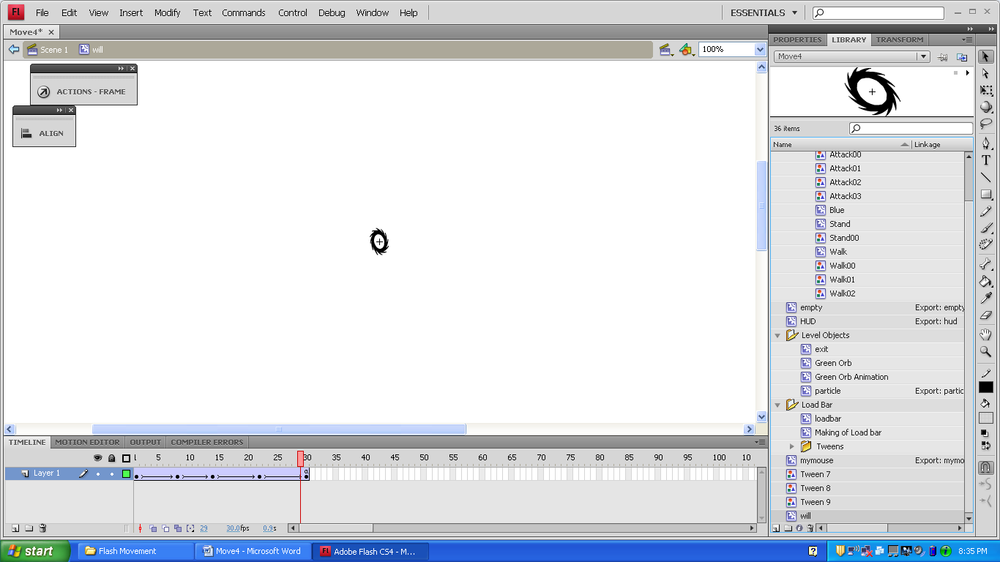 Fl File Edit View Insert Modify Text Commands Control Debug Window Help ESSENTIALS
Move4* ×
Scene 1 will 100%
ACTIONS - FRAME
ALIGN
PROPERTIES LIBRARY TRANSFORM
Move4
36 items
Name Linkage
Attack00
Attack01
Attack02
Attack03
Blue
Stand
Stand00
Walk
Walk00
Walk01
Walk02
empty Export: empty
HUD Export: hud
Level Objects
exit
Green Orb
Green Orb Animation
particle Export: partic
Load Bar
loadbar
Making of Load bar
Tweens
mymouse Export: mymo
Tween 7
Tween 8
Tween 9
will
TIMELINE MOTION EDITOR OUTPUT COMPILER ERRORS
5 10 15 20 25 30 35 40 45 50 55 60 65 70 75 80 85 90 95 100 10
Layer 1
29 30.0fps 0.9s
start Flash Movement Move4 - Microsoft Word Fl Adobe Flash CS4 - M... 8:35 PM